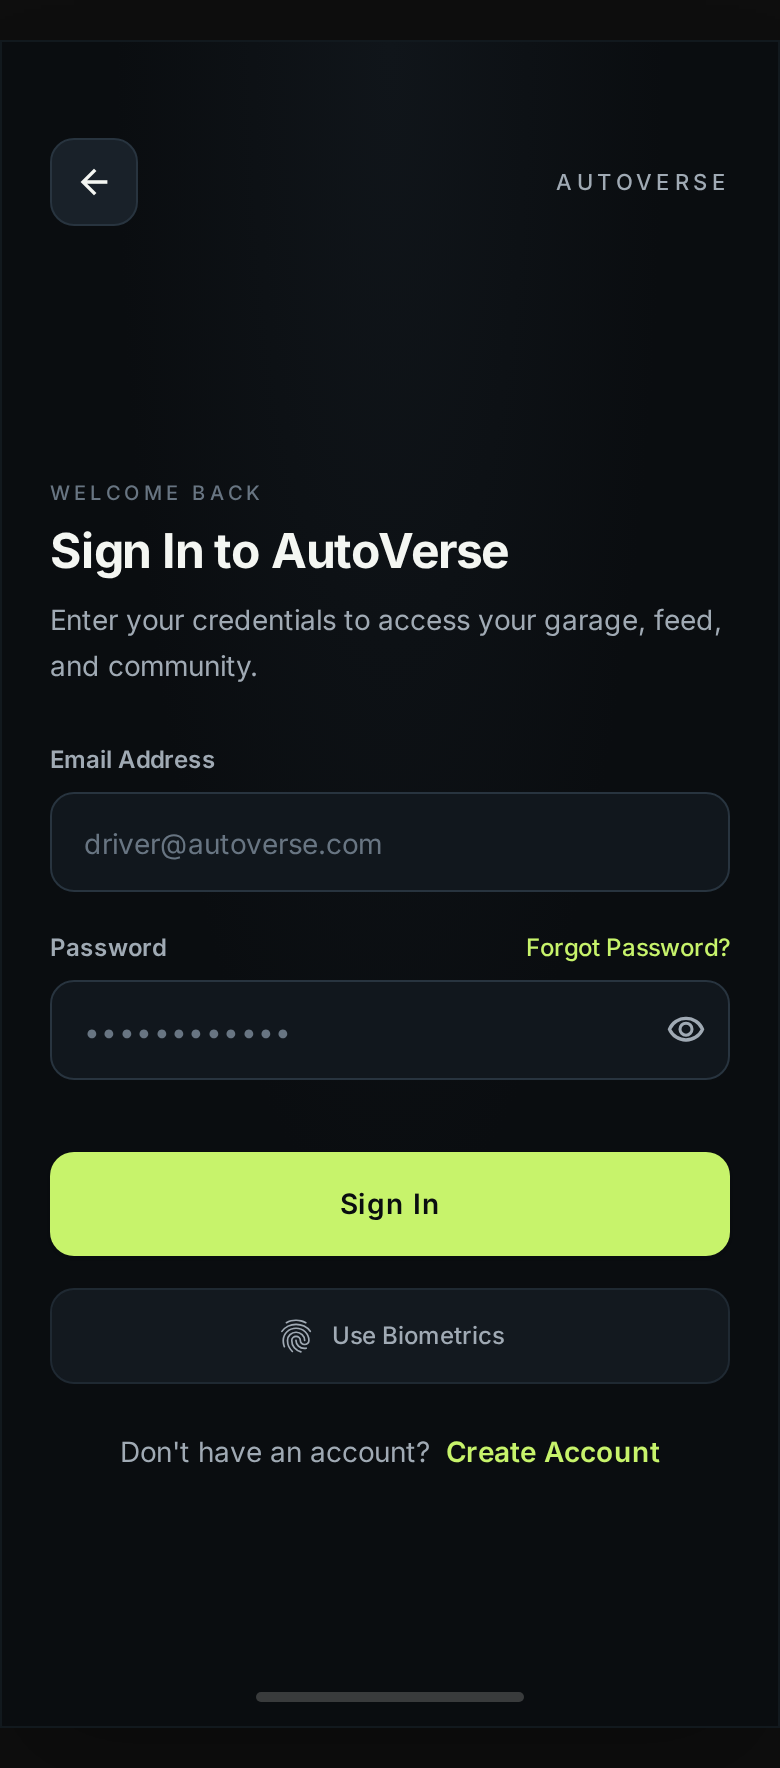 AUTOVERSE
WELCOME BACK
Sign In to AutoVerse
Enter your credentials to access your garage, feed,
and community.
Email Address
driver@autoverse.com
Password
Forgot Password?
••••••••••••
Sign In
Use Biometrics
Don't have an account? Create Account